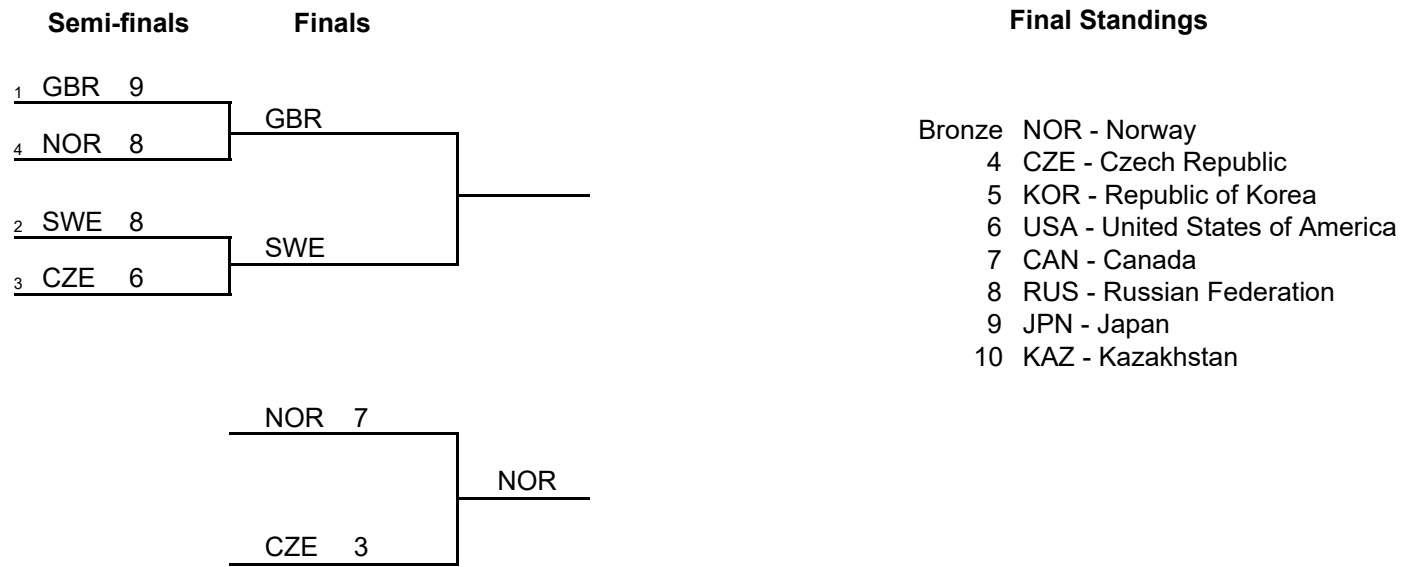 Semi-finals Finals
1 GBR 9
GBR
4 NOR 8
2 SWE 8
SWE
3 CZE 6
NOR 7
NOR
CZE 3
Final Standings
Bronze NOR - Norway
4 CZE - Czech Republic
5 KOR - Republic of Korea
6 USA - United States of America
7 CAN - Canada
8 RUS - Russian Federation
9 JPN - Japan
10 KAZ - Kazakhstan